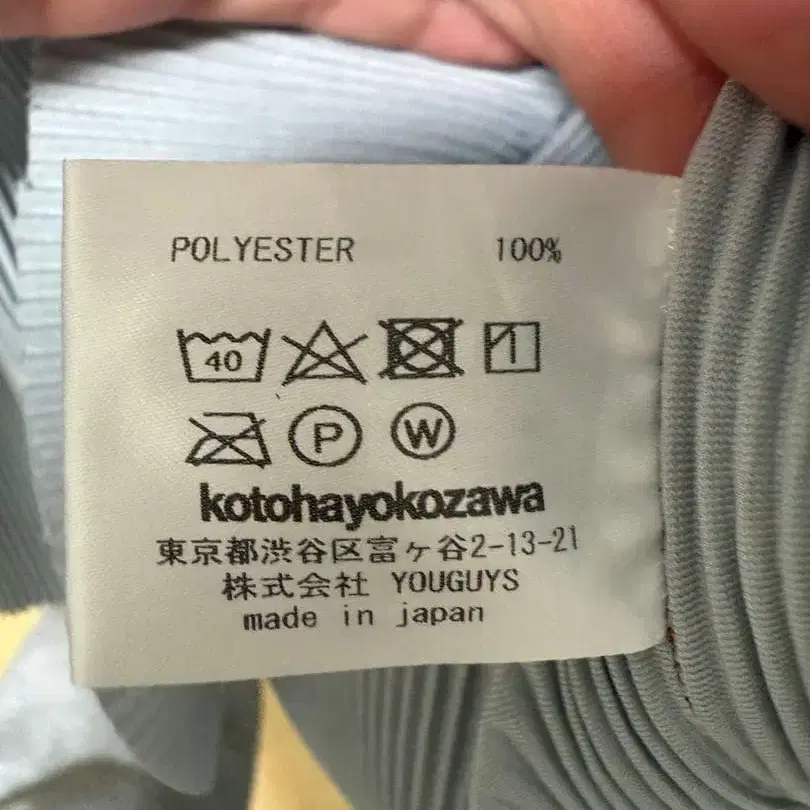 POLYESTER 100%
40
P W
kotohayokozawa
東京都渋谷区富ヶ谷2-13-21
株式会社 YOUGUYS
made in japan